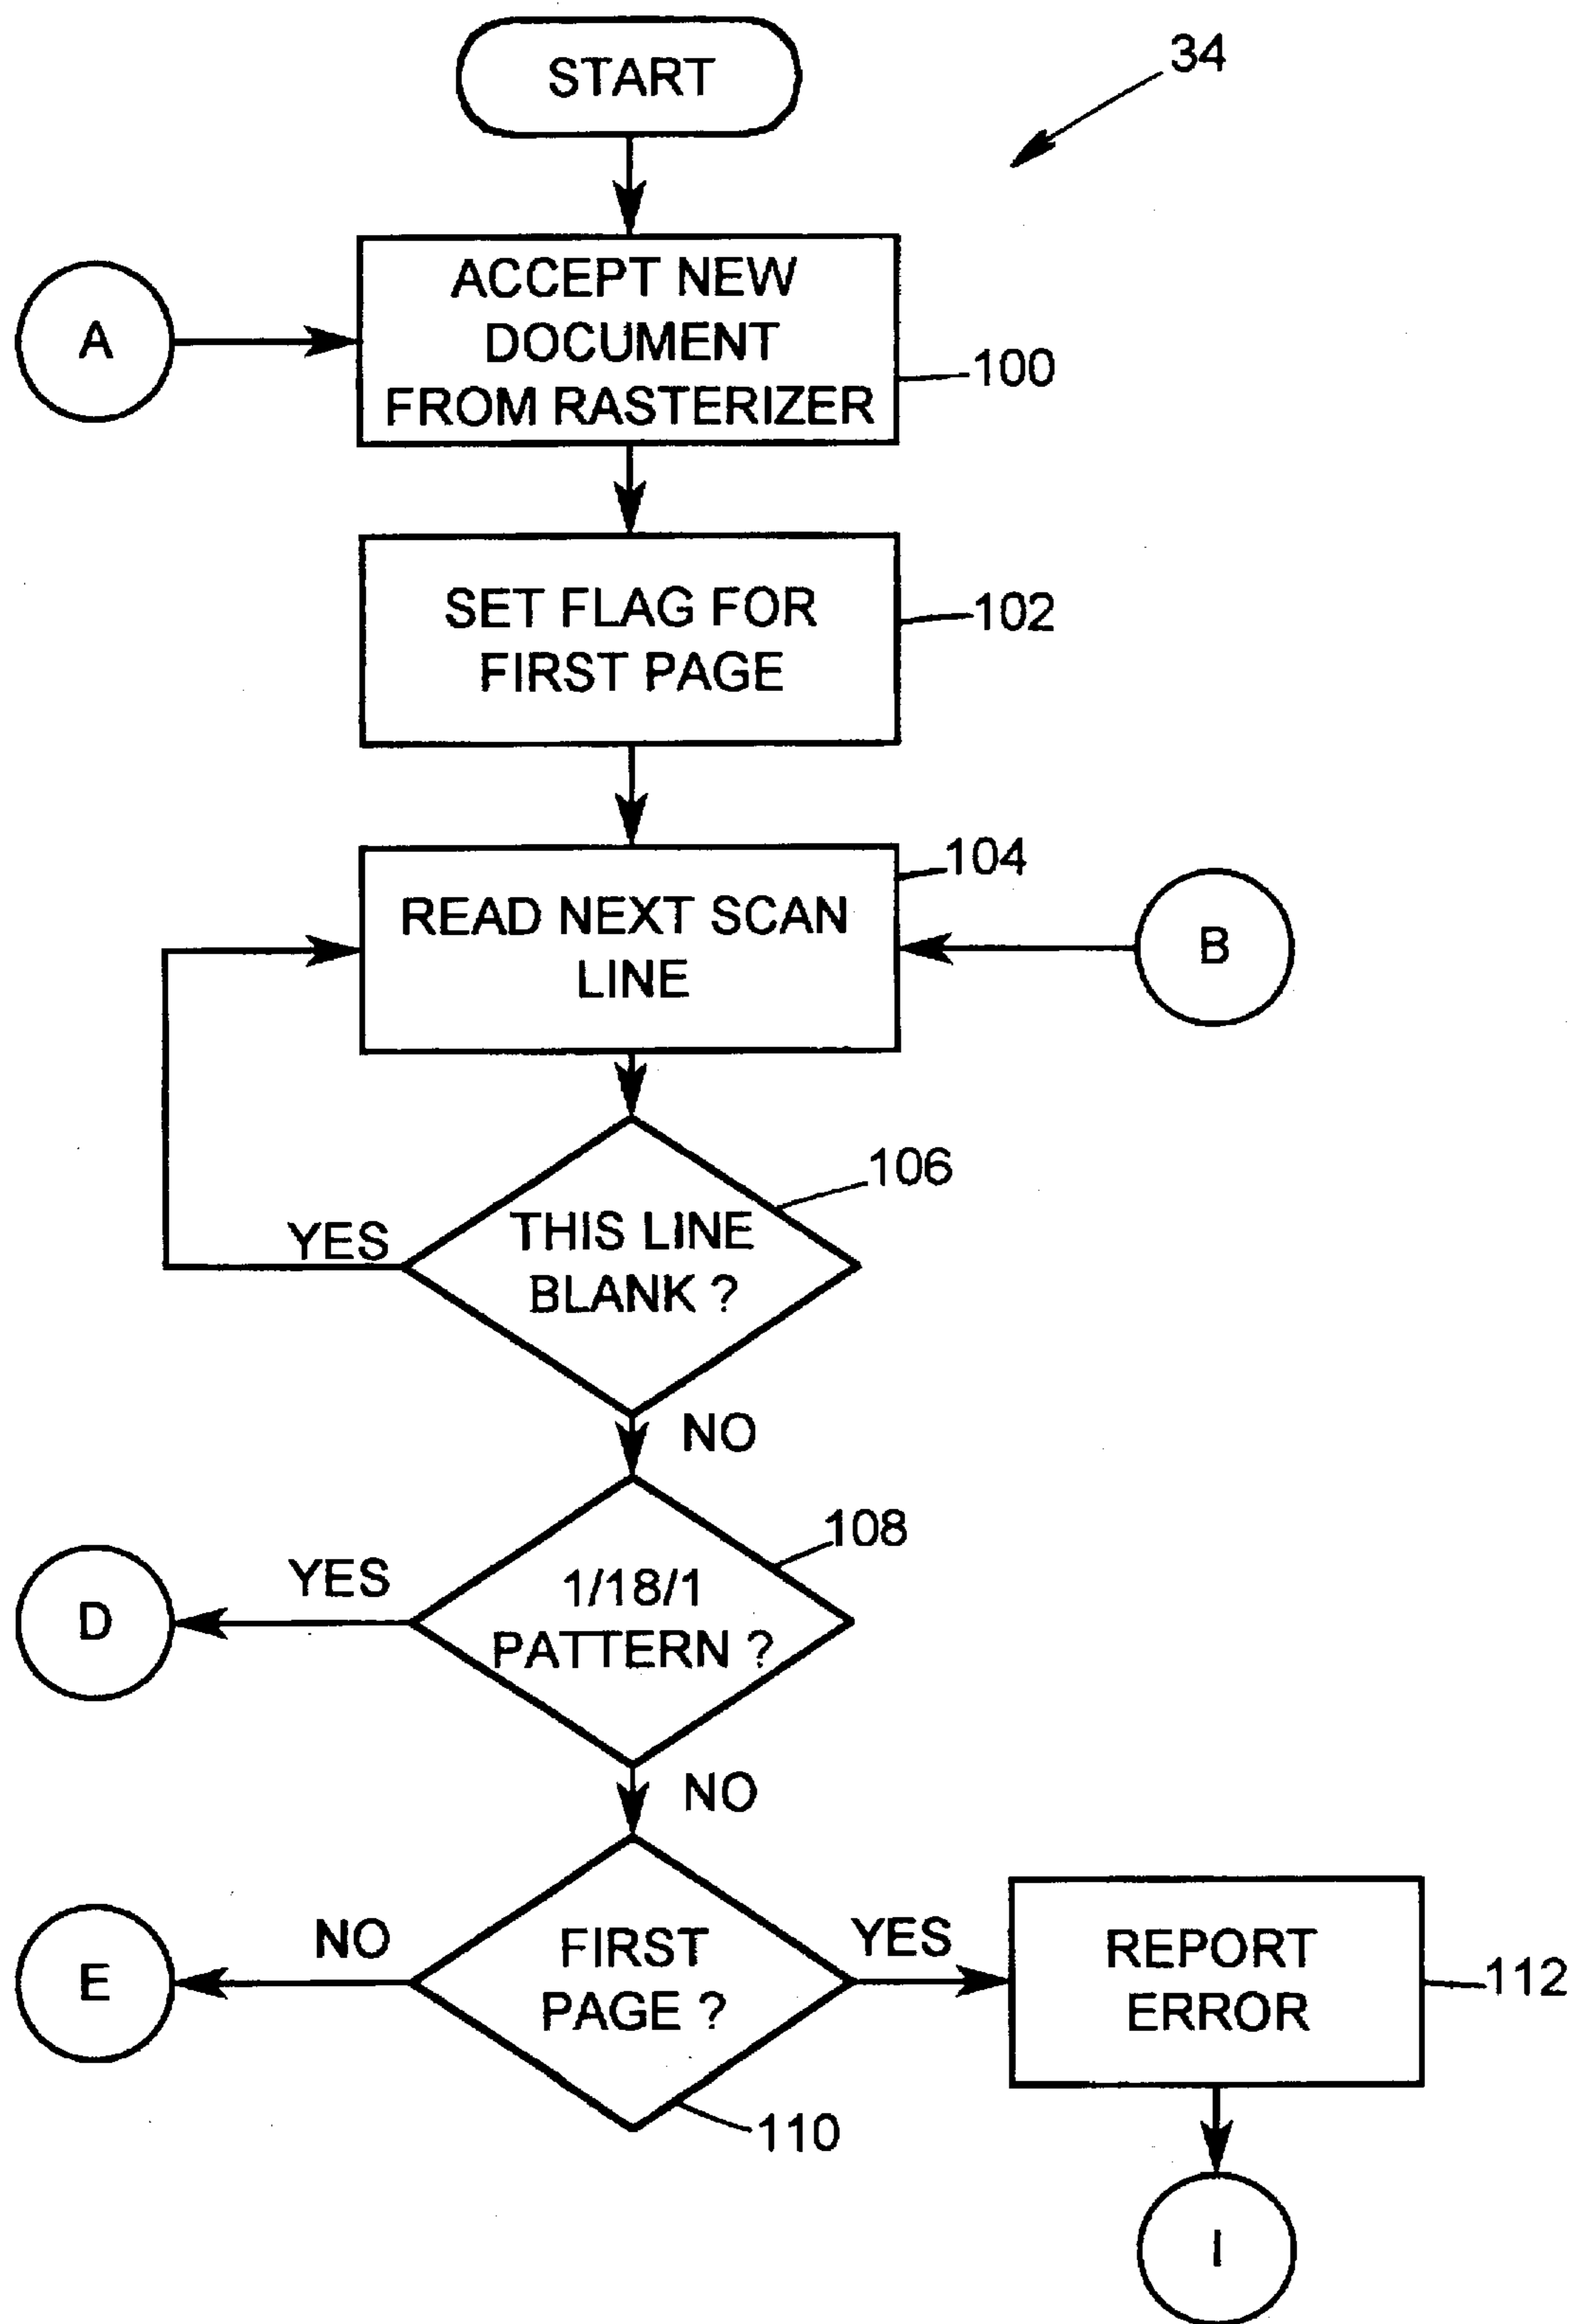 START
34
ACCEPT NEW
DOCUMENT
FROM RASTERIZER
A
100
SET FLAG FOR
FIRST PAGE
102
104
READ NEXT SCAN
LINE
B
106
YES
THIS LINE
BLANK ?
NO
108
YES
1/18/1
PATTERN ?
D
NO
NO
FIRST
PAGE ?
YES
REPORT
ERROR
E
112
110
I